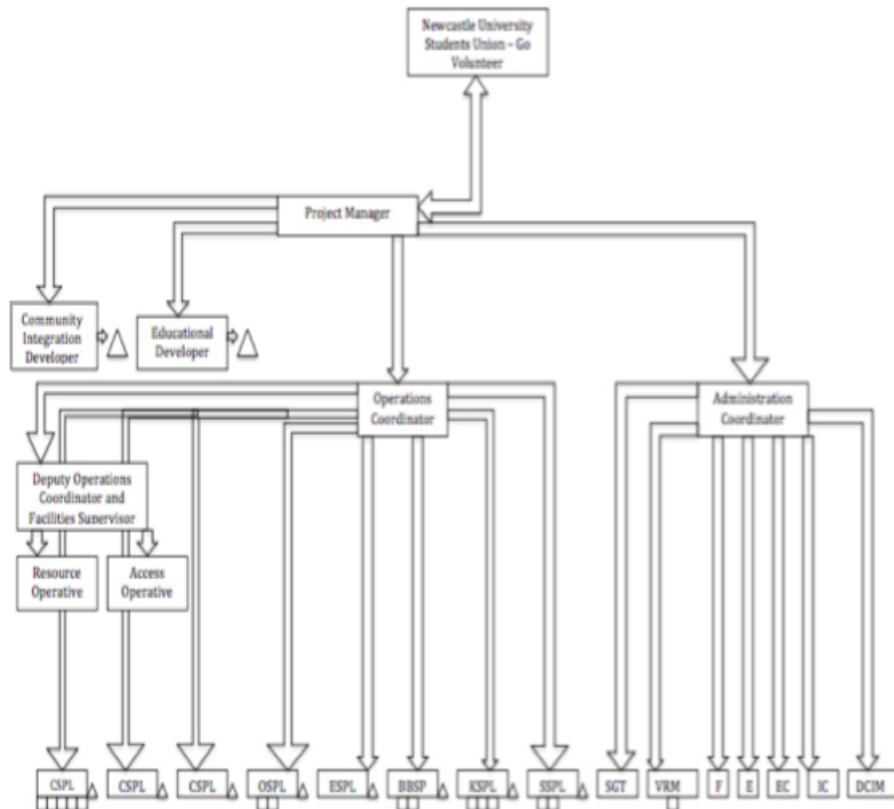 Newcastle University
Students Union – Go
Volunteer
Project Manager
Community
Integration
Developer
Educational
Developer
Operations
Coordinator
Administration
Coordinator
Deputy Operations
Coordinator and
Facilities Supervisor
Resource
Operative
Access
Operative
CSPL
CSPL
CSPL
OSPL
ESPL
BBSP
KSPL
SSPL
SGT
VRM
F
E
EC
IC
DCIM